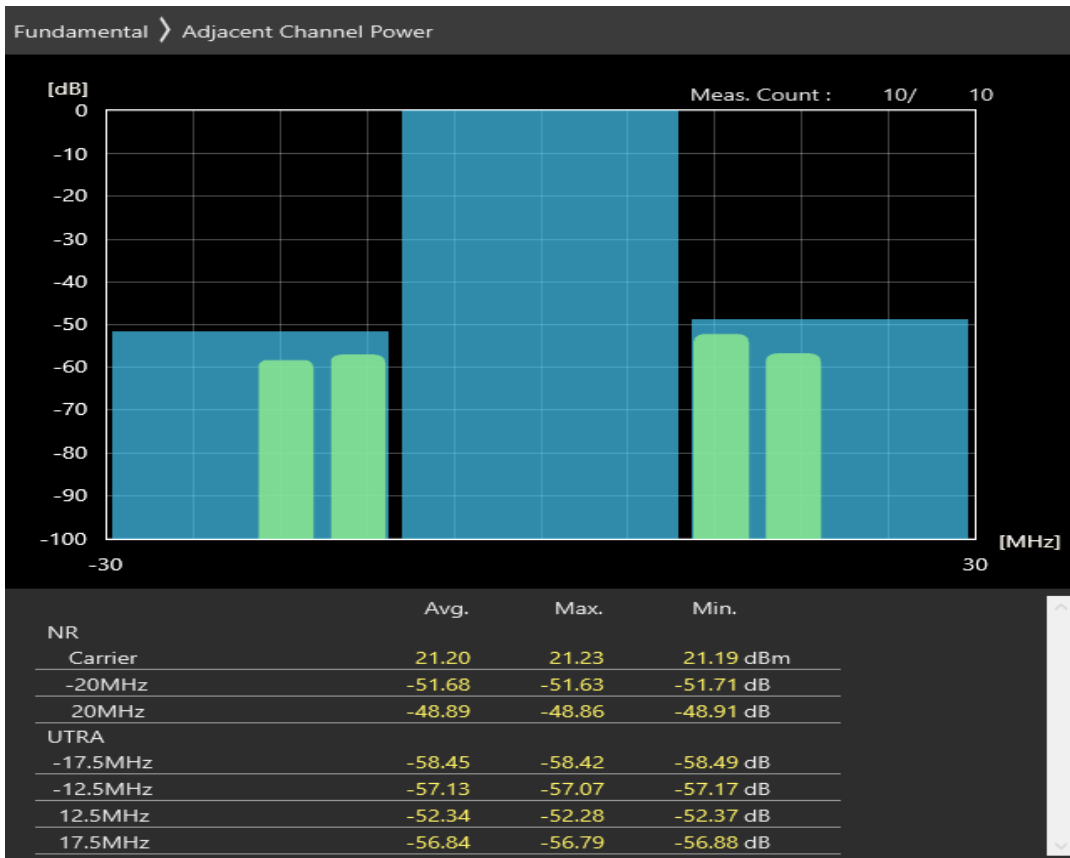 Fundamental 〉 Adjacent Channel Power
[dB]
Meas. Count : 10/ 10
0
-10
-20
-30
-40
-50
-60
-70
-80
-90
-100
[MHz]
-30 30
Avg. Max. Min.
NR
Carrier 21.20 21.23 21.19 dBm
-20MHz -51.68 -51.63 -51.71 dB
20MHz -48.89 -48.86 -48.91 dB
UTRA
-17.5MHz -58.45 -58.42 -58.49 dB
-12.5MHz -57.13 -57.07 -57.17 dB
12.5MHz -52.34 -52.28 -52.37 dB
17.5MHz -56.84 -56.79 -56.88 dB